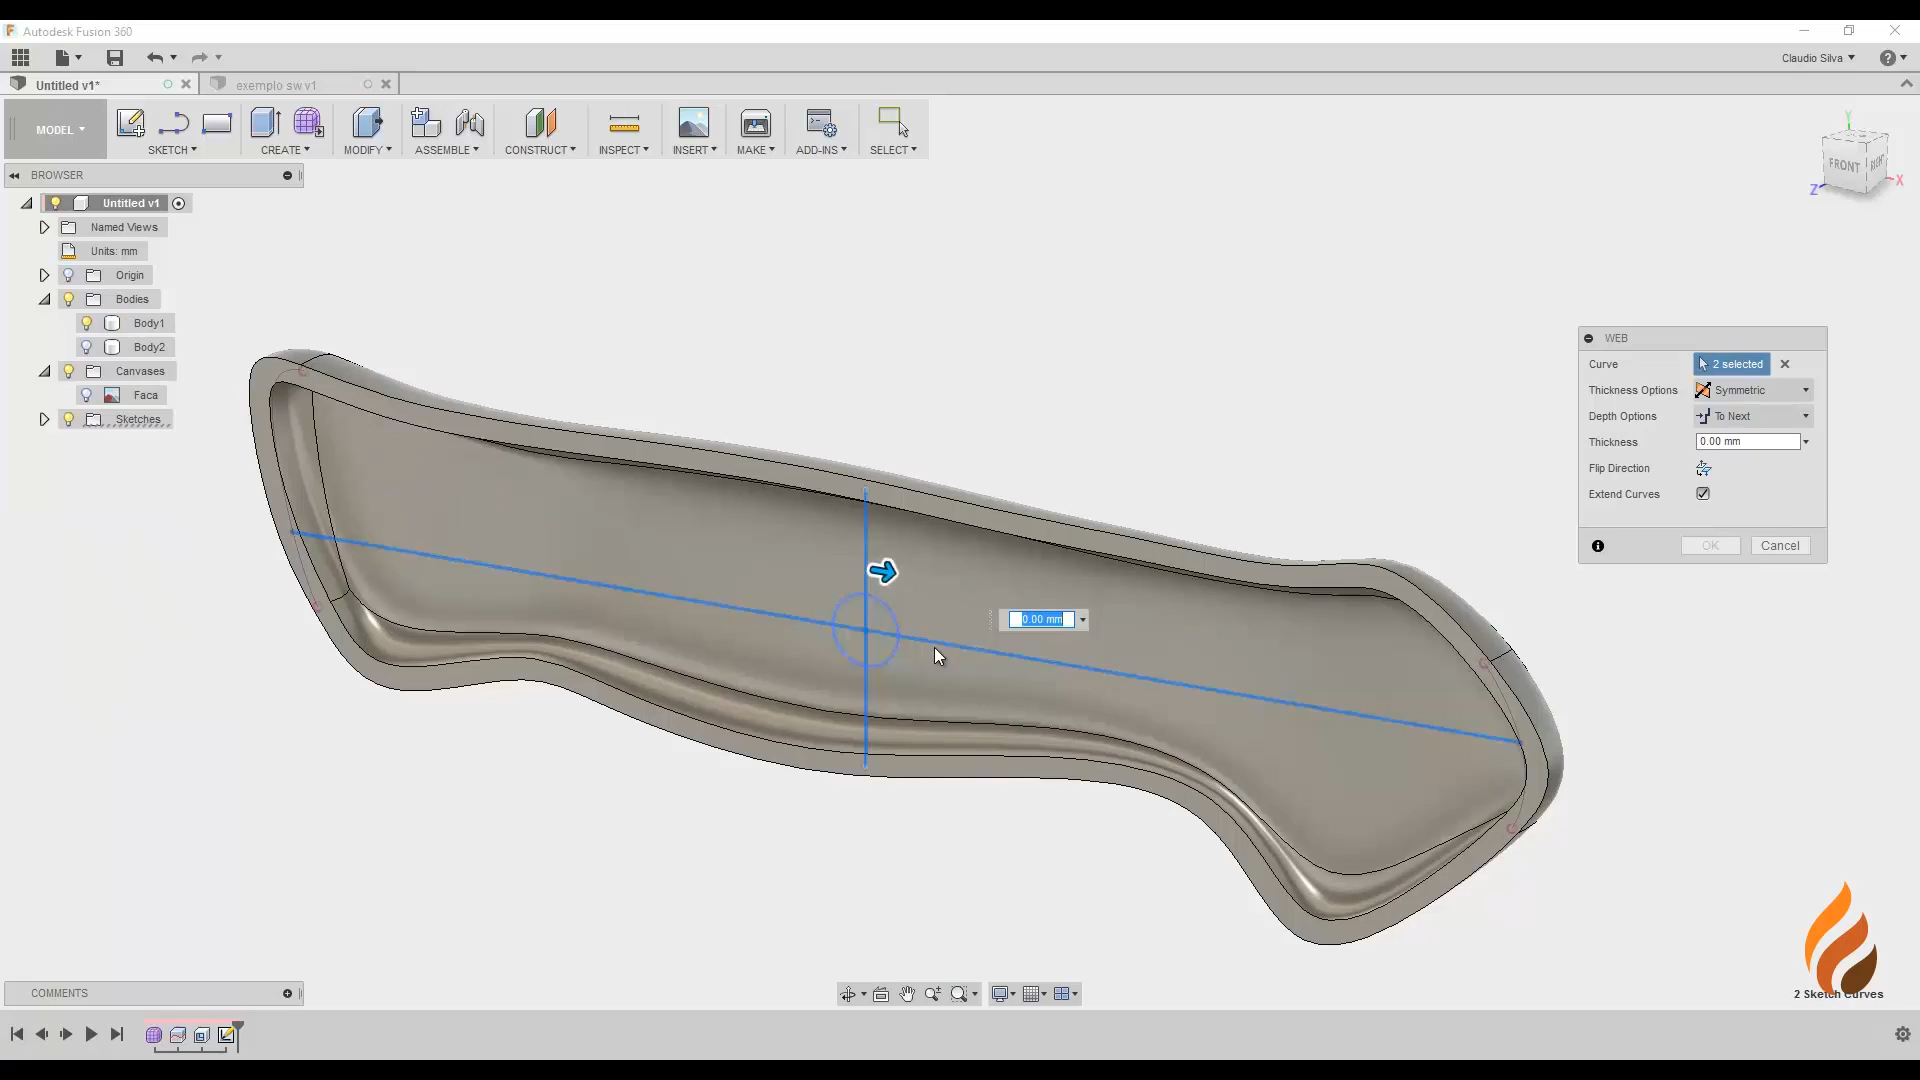 Autodesk Fusion 360
Claudio Silva
Untitled v1*
exemplo sw v1
MODEL
SKETCH
CREATE
MODIFY
ASSEMBLE
CONSTRUCT
INSPECT
INSERT
MAKE
ADD-INS
SELECT
Y
FRONT
RIGHT
Z
X
BROWSER
Untitled v1
Named Views
Units: mm
Origin
Bodies
Body1
Body2
Canvases
Faca
Sketches
WEB
Curve
2 selected
Thickness Options
Symmetric
Depth Options
To Next
Thickness
0.00 mm
Flip Direction
Extend Curves
OK
Cancel
0.00 mm
COMMENTS
2 Sketch Curves